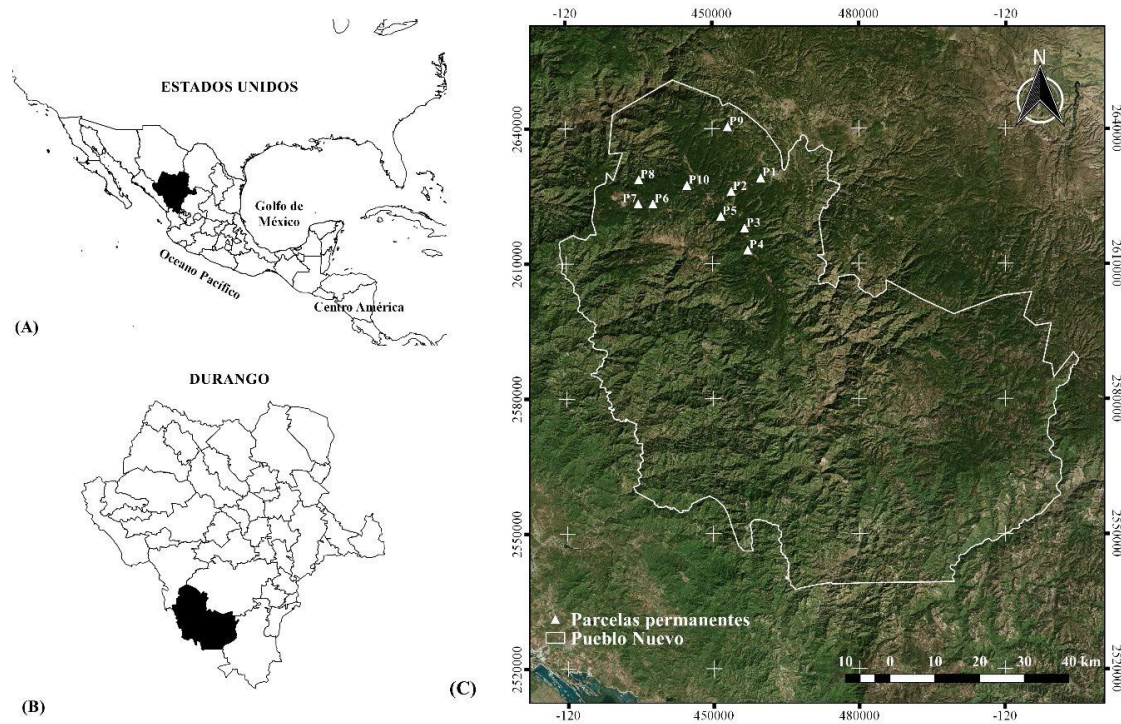 ESTADOS UNIDOS
Golfo de
México
Oceano Pacífico
Centro América
(A)
DURANGO
(B)
-120 450000 480000 -120
N
2640000 2640000
P9
P8
P10
P1
P2
P7
P6
P5
P3
P4
2610000 2610000
2580000 2580000
2550000 2550000
Parcelas permanentes
Pueblo Nuevo
10 0 10 20 30 40 km
2520000 2520000
(C)
-120 450000 480000 -120